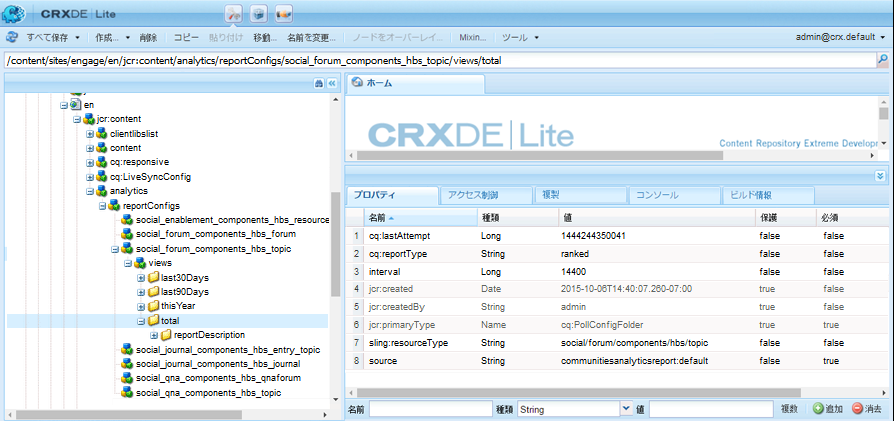 CRXDE | Lite
すべて保存 作成... 削除 コピー 貼り付け 移動... 名前を変更... ノードをオーバーレイ... Mixin... ツール admin@crx.default
/content/sites/engage/en/jcr:content/analytics/reportConfigs/social_forum_components_hbs_topic/views/total
en
jcr:content
clientlibslist
content
cq:responsive
cq:LiveSyncConfig
analytics
reportConfigs
social_enablement_components_hbs_resource
social_forum_components_hbs_forum
social_forum_components_hbs_topic
views
last30Days
last90Days
thisYear
total
reportDescription
social_journal_components_hbs_entry_topic
social_journal_components_hbs_journal
social_qna_components_hbs_qnaforum
social_qna_components_hbs_topic
ホーム
CRXDE | Lite
Content Repository Extreme Developm
プロパティ アクセス制御 複製 コンソール ビルド情報
名前 種類 値 保護 必須
1 cq:lastAttempt Long 1444244350041 false false
2 cq:reportType String ranked false false
3 interval Long 14400 false false
4 jcr:created Date 2015-10-06T14:40:07.260-07:00 true false
5 jcr:createdBy String admin true false
6 jcr:primaryType Name cq:PollConfigFolder true true
7 sling:resourceType String social/forum/components/hbs/topic false false
8 source String communitiesanalyticsreport:default false true
名前 種類 String 値 複数 追加 消去